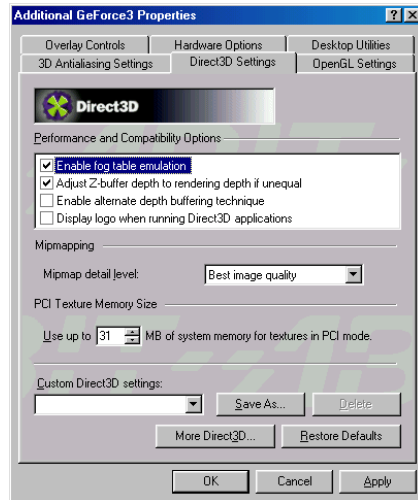 Additional GeForce3 Properties
Overlay Controls
Hardware Options
Desktop Utilities
3D Antialiasing Settings
Direct3D Settings
OpenGL Settings
Direct3D
Performance and Compatibility Options
Enable fog table emulation
Adjust Z-buffer depth to rendering depth if unequal
Enable alternate depth buffering technique
Display logo when running Direct3D applications
Mipmapping
Mipmap detail level: Best image quality
PCI Texture Memory Size
Use up to 31 MB of system memory for textures in PCI mode.
Custom Direct3D settings:
Save As... Delete
More Direct3D... Restore Defaults
OK Cancel Apply